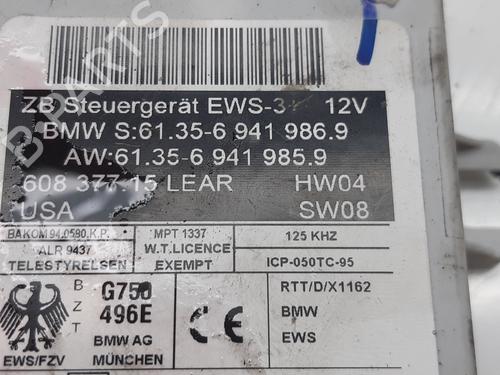 ZB Steuergerät EWS-3+ 12V
BMW S:61.35-6 941 986.9
AW:61.35-6 941 985.9
608 377.15 LEAR HW04
USA SW08
BAKOM 94.0580.K.P.
ALR 9437
TELESTYRELSEN
MPT 1337
W.T.LICENCE
EXEMPT
125 KHZ
ICP-050TC-95
EWS/FZV
B
Z
T
G750
496E
BMW AG
MÜNCHEN
CE
RTT/D/X1162
BMW
EWS
B-PARTS